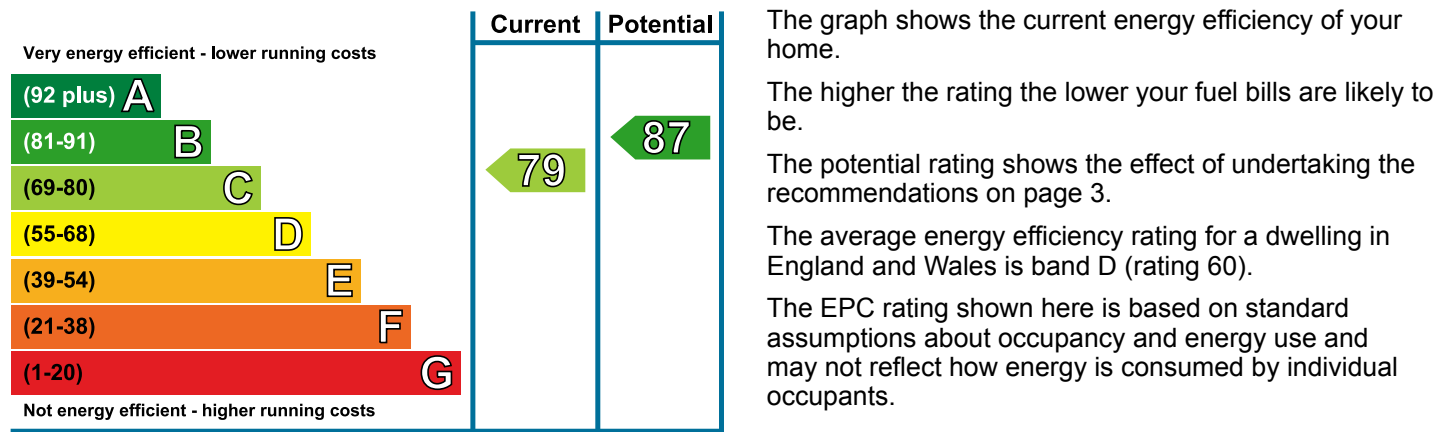 Current Potential
Very energy efficient - lower running costs
(92 plus) A
(81-91) B
(69-80) C
(55-68) D
(39-54) E
(21-38) F
(1-20) G
Not energy efficient - higher running costs
79
87
The graph shows the current energy efficiency of your
home.
The higher the rating the lower your fuel bills are likely to
be.
The potential rating shows the effect of undertaking the
recommendations on page 3.
The average energy efficiency rating for a dwelling in
England and Wales is band D (rating 60).
The EPC rating shown here is based on standard
assumptions about occupancy and energy use and
may not reflect how energy is consumed by individual
occupants.